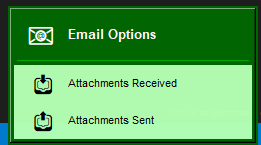 Email Options
Attachments Received
Attachments Sent